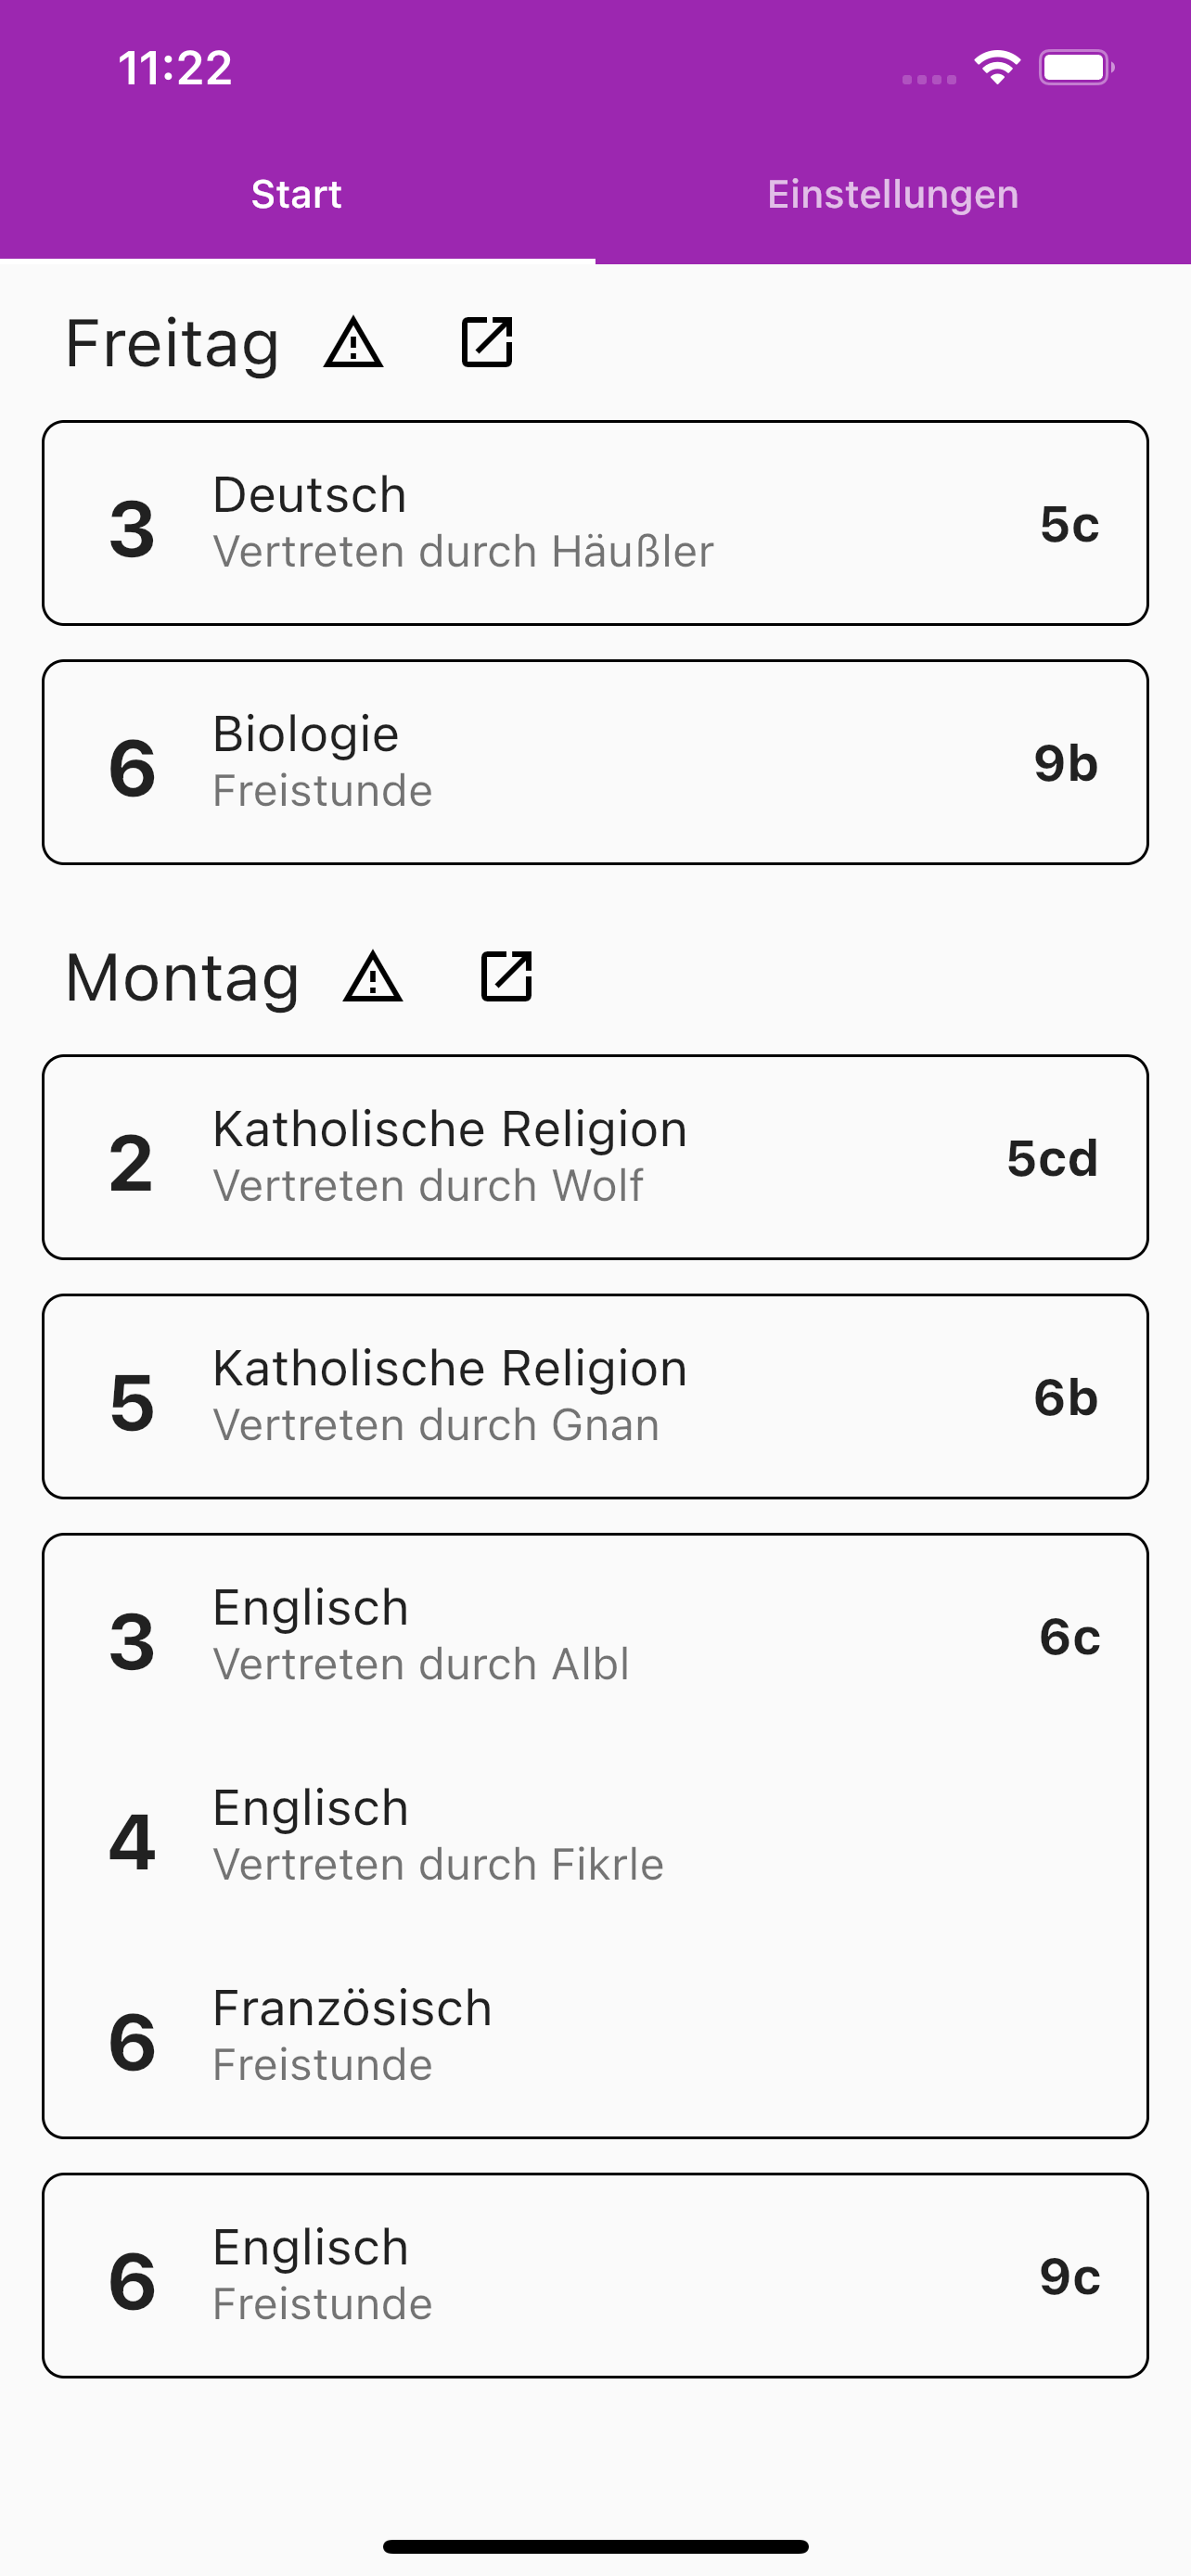 11:22
Start
Einstellungen
Freitag
3
Deutsch
Vertreten durch Häußler
5c
6
Biologie
Freistunde
9b
Montag
2
Katholische Religion
Vertreten durch Wolf
5cd
5
Katholische Religion
Vertreten durch Gnan
6b
3
Englisch
Vertreten durch Albl
6c
4
Englisch
Vertreten durch Fikrle
6
Französisch
Freistunde
6
Englisch
Freistunde
9c